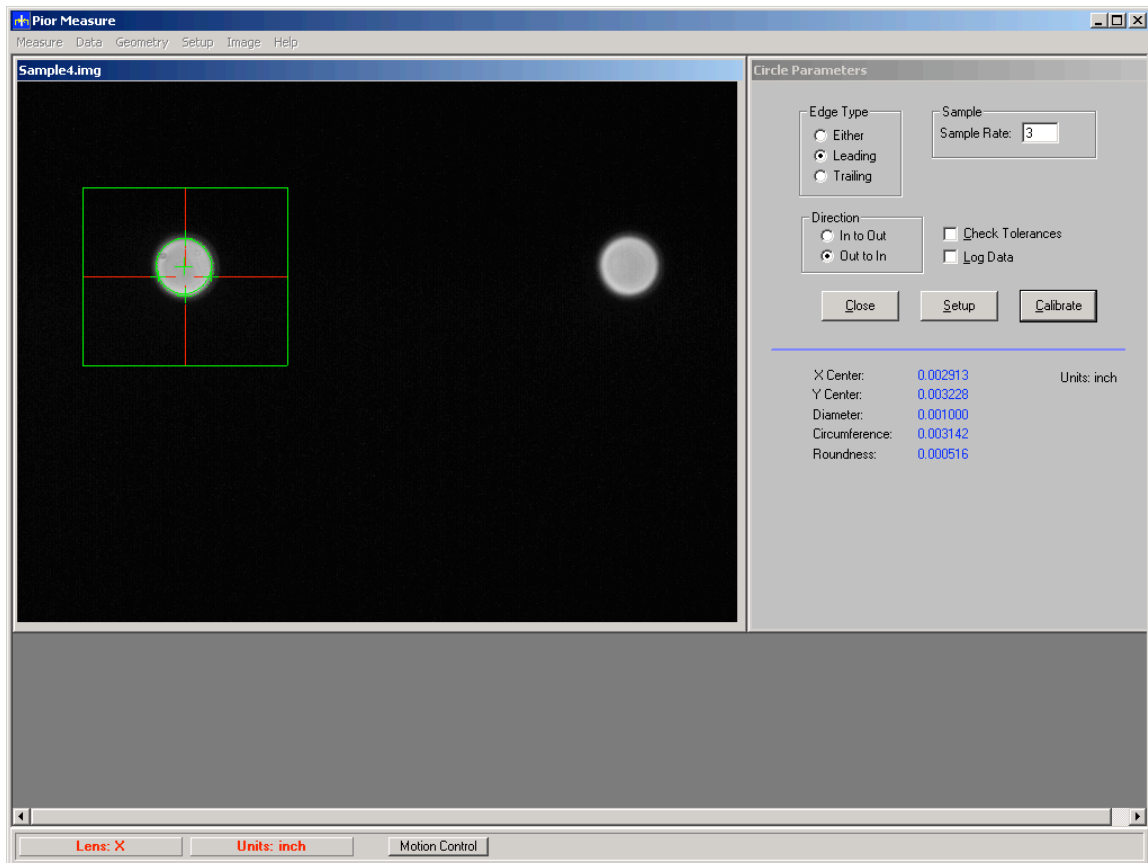 Pior Measure
Measure Data Geometry Setup Image Help
Sample4.img
Circle Parameters
Edge Type
Either
Leading
Trailing
Sample
Sample Rate: 3
Direction
In to Out
Out to In
Check Tolerances
Log Data
Close Setup Calibrate
X Center: 0.002913 Units: inch
Y Center: 0.003228
Diameter: 0.001000
Circumference: 0.003142
Roundness: 0.000516
Lens: X Units: inch Motion Control